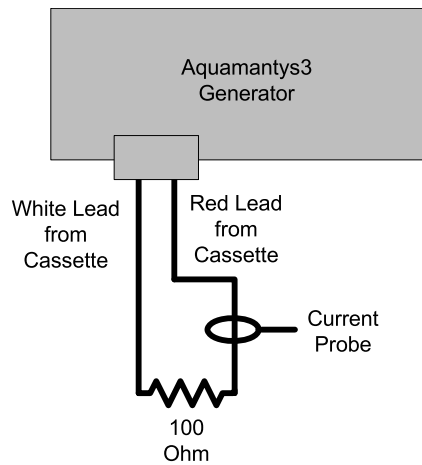 Aquamantys3
Generator
White Lead
from
Cassette
Red Lead
from
Cassette
Current
Probe
100
Ohm